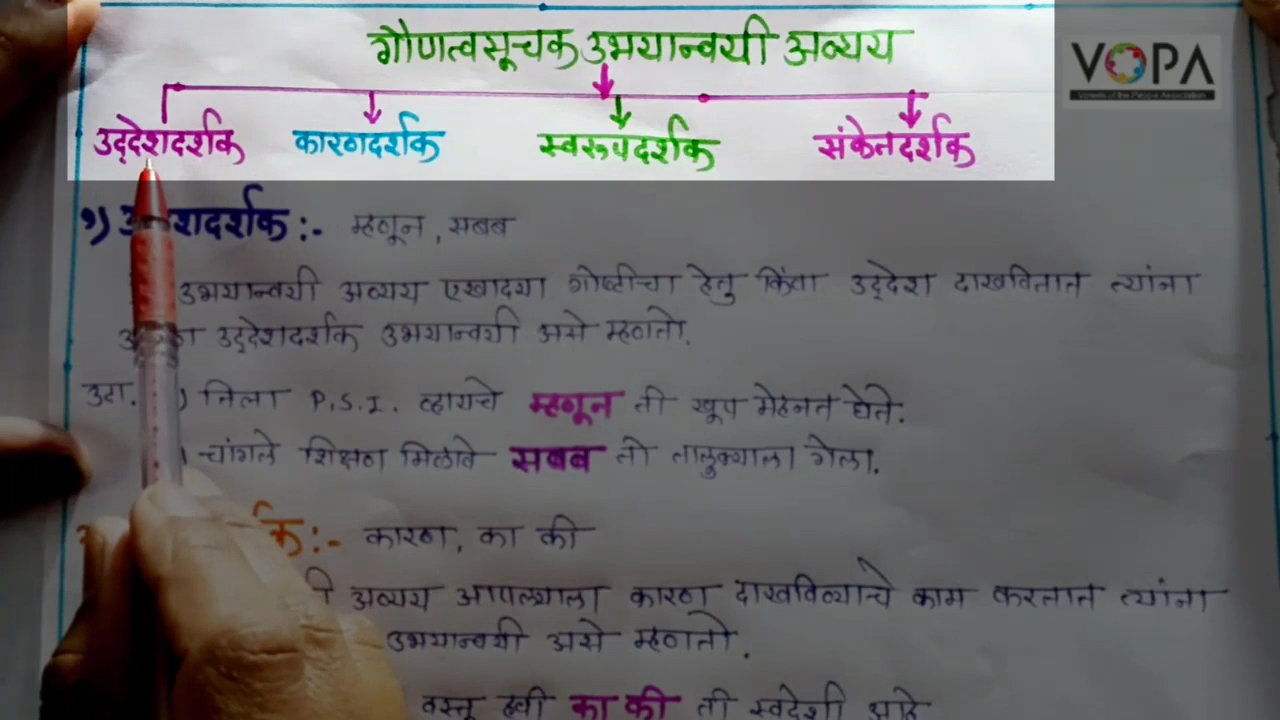 गौणत्वसूचक उभयान्वयी अव्यय
VOPA
उद्देशदर्शक कारणदर्शक स्वरूपदर्शक संकेतदर्शक
१) :- म्हणून, सबब
उभयान्वयी अव्यय एखादया गोष्टीचा हेतु किंवा उद्देश दाखवितात त्यांना
उद्देशदर्शक उभयान्वयी असे म्हणतो.
उदा. ) तिला P.S.I. व्हायचे म्हणून ती खूप मेहनत घेते.
) चांगले शिक्षण मिळावे सबब तो तालुक्याला गेला.
:- कारण, का की
अव्यय आपल्याला कारण दाखविण्याचे काम करतात त्यांना
उभयान्वयी असे म्हणतो.
वस्तू हवी का की ती स्वदेशी आहे